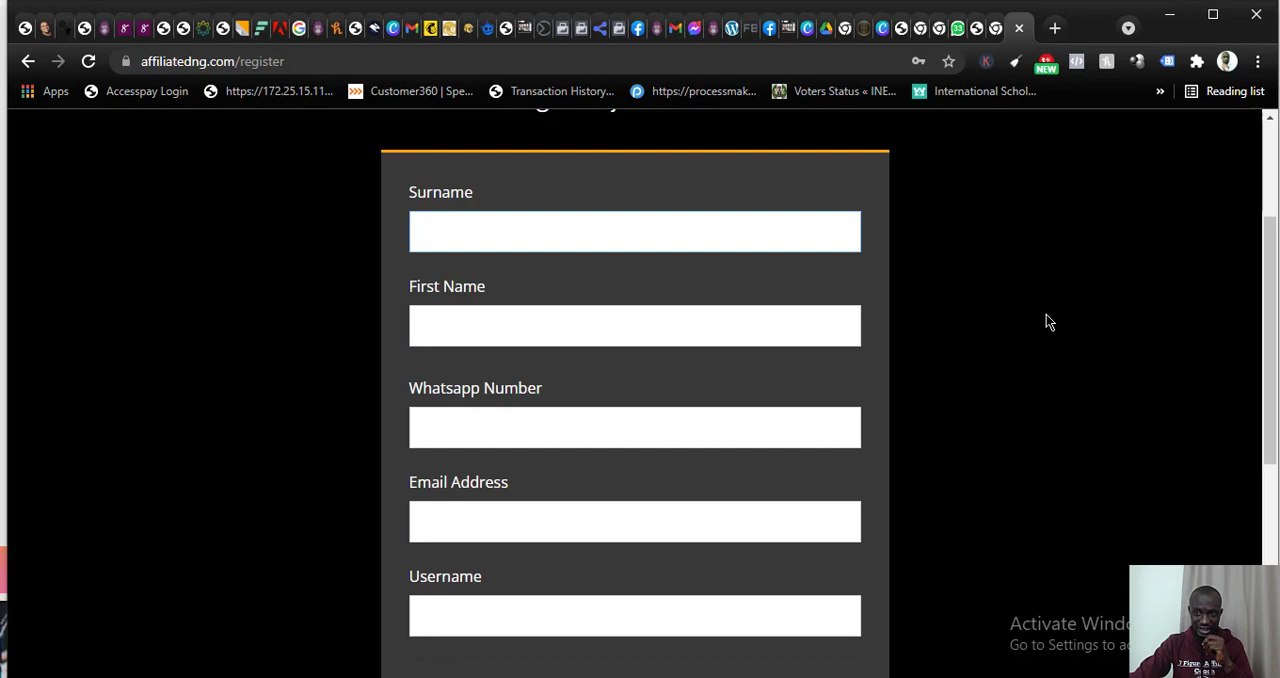 affiliatedng.com/register
NEW
Apps
Accesspay Login
https://172.25.15.11...
Customer360 | Spe...
Transaction History...
https://processmak...
Voters Status « INE...
International Schol...
»
Reading list
Surname
First Name
Whatsapp Number
Email Address
Username
Activate Windo
Go to Settings to a